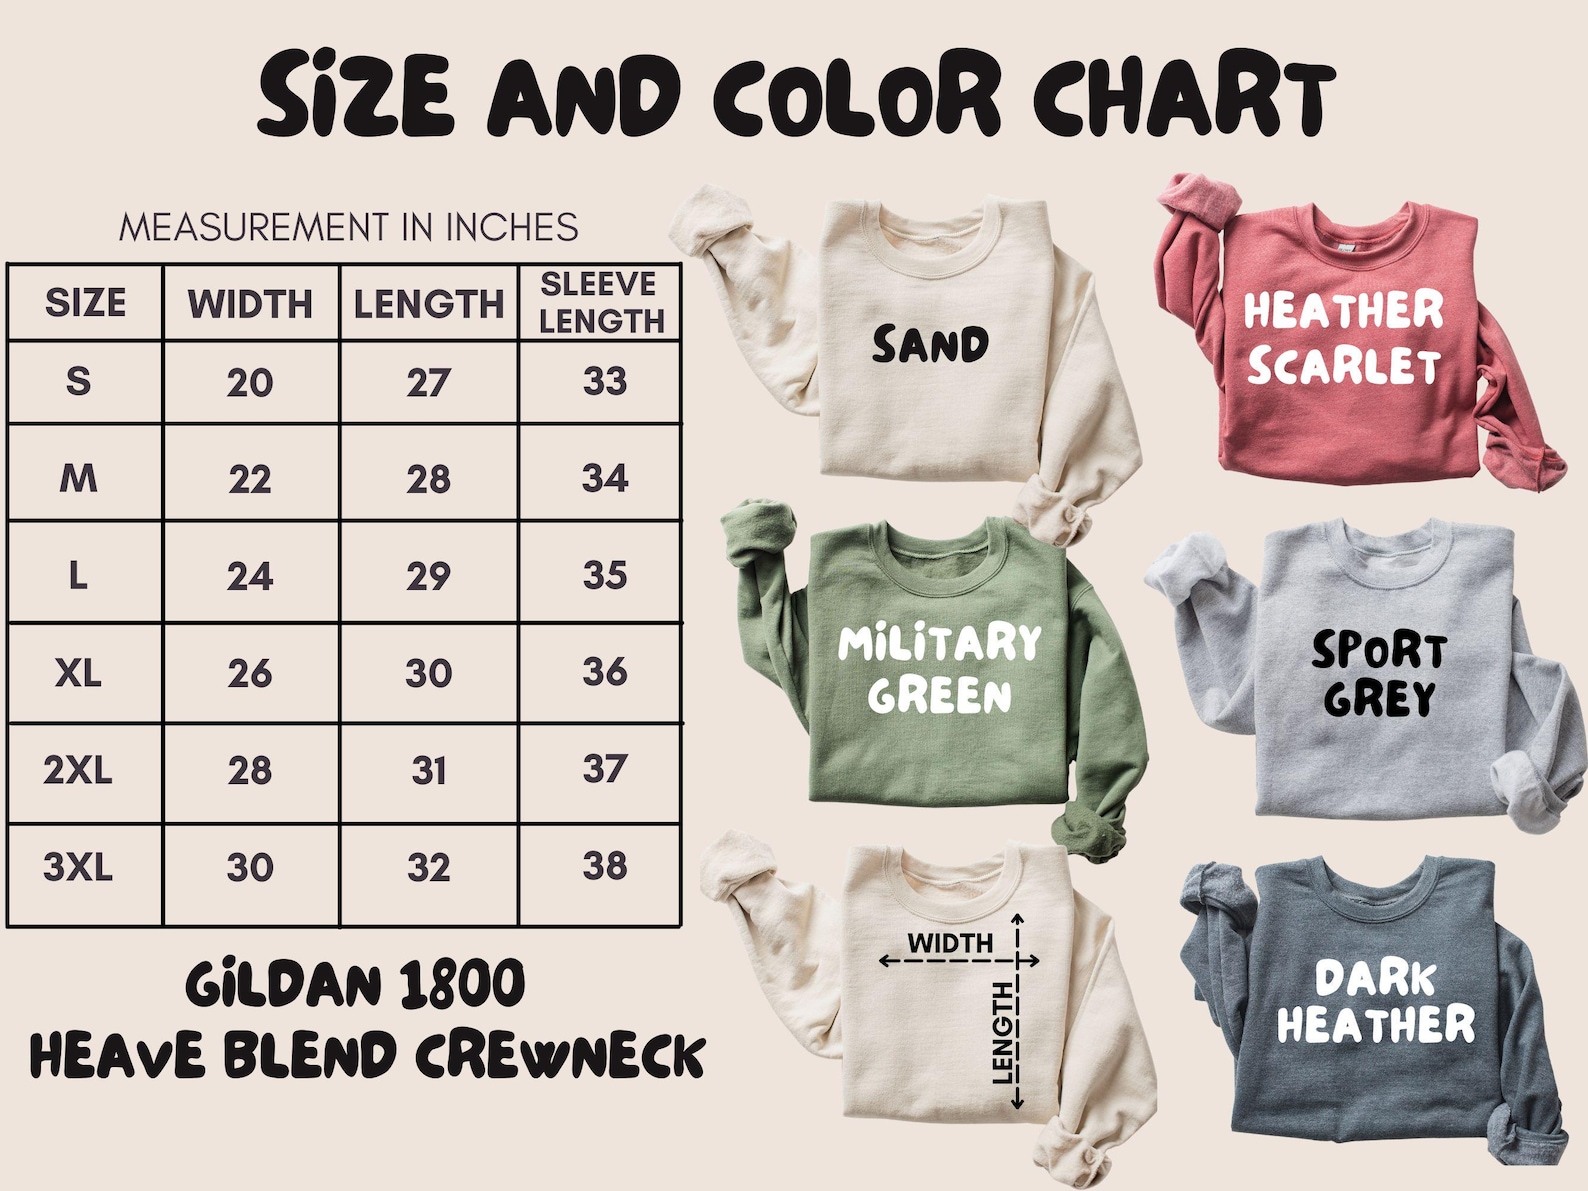 SiZE AND COLOR CHART
MEASUREMENT IN INCHES
SIZE WIDTH LENGTH SLEEVE LENGTH
S 20 27 33
M 22 28 34
L 24 29 35
XL 26 30 36
2XL 28 31 37
3XL 30 32 38
GiLDAN 1800
HEAVE BLEND CREWNECK
SAND
HEATHER
SCARLET
MiLiTARY
GREEN
SPORT
GREY
WIDTH
LENGTH
DARK
HEATHER